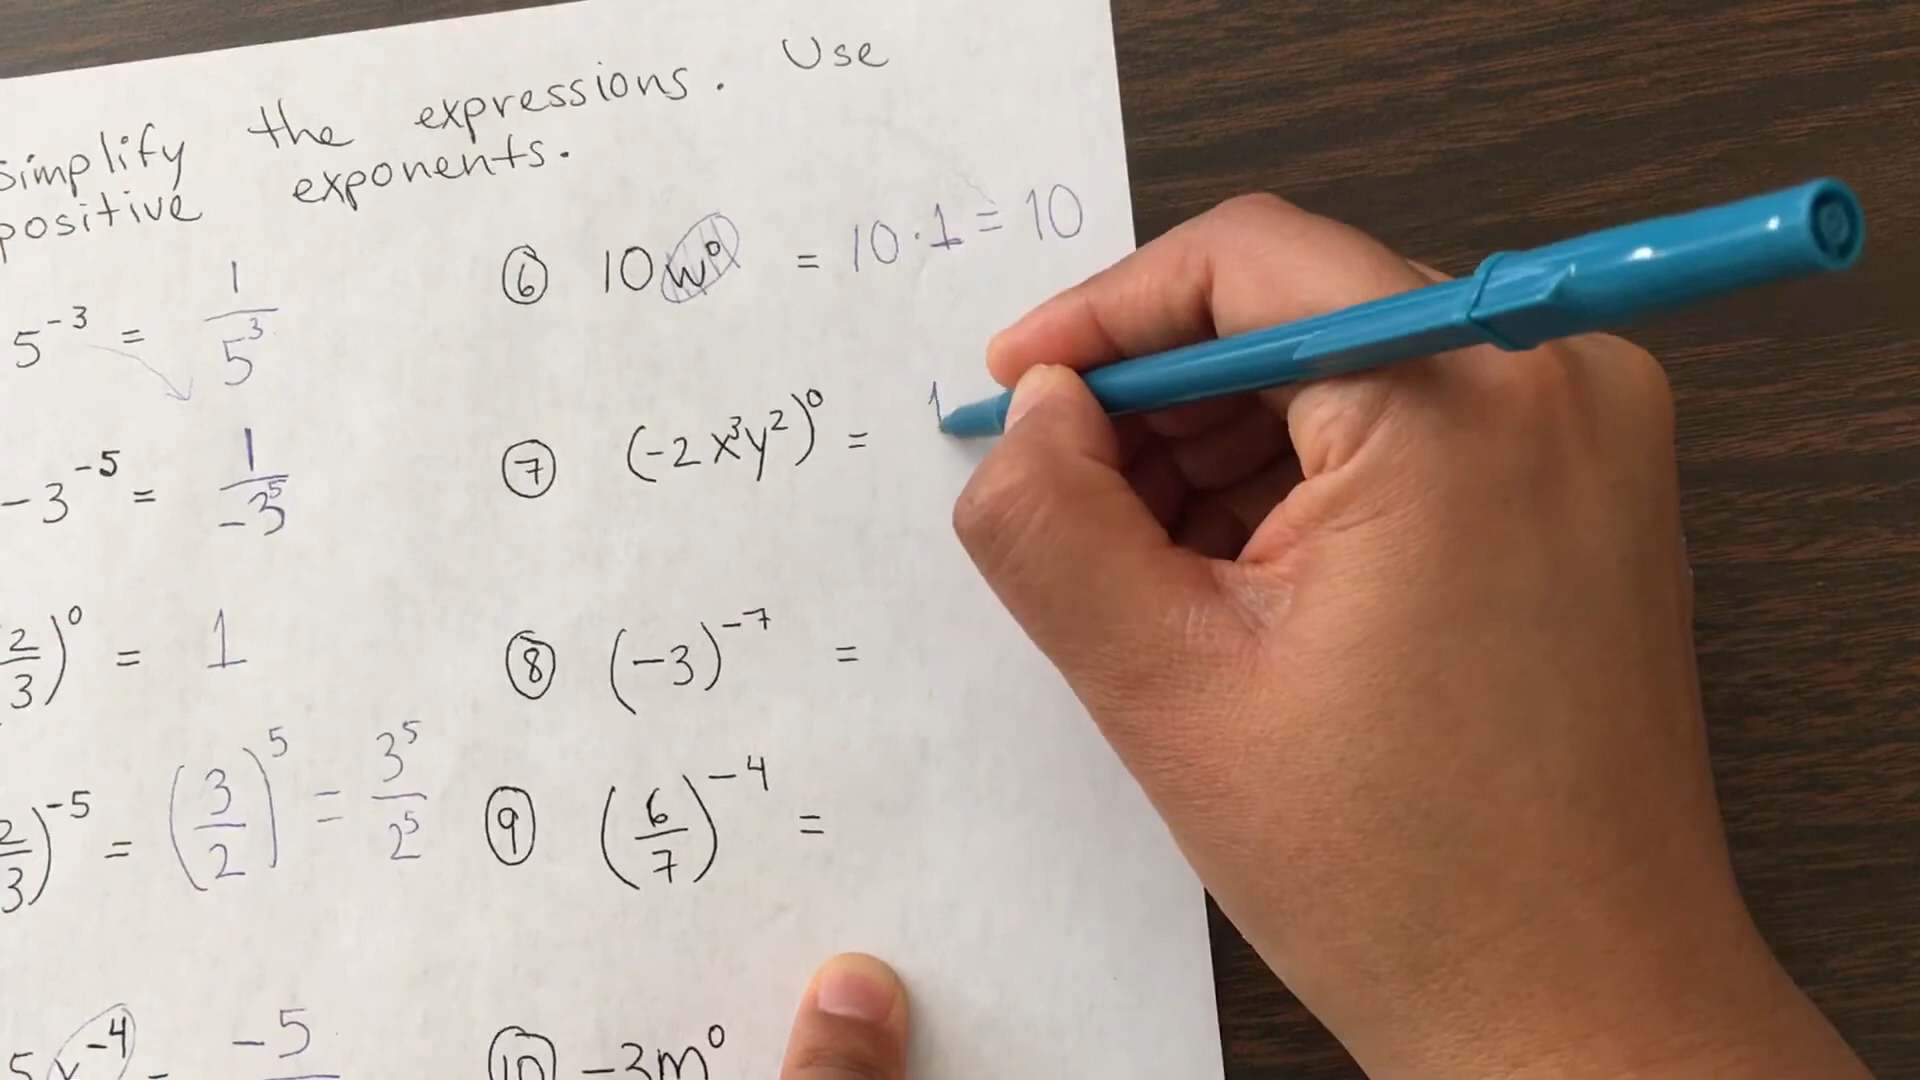 Simplify the expressions. Use
positive exponents.
5⁻³ = 1/5³
-3⁻⁵ = 1/-3⁵
2/3)⁰ = 1
2/3)⁻⁵ = (3/2)⁵ = 3⁵/2⁵
5x⁻⁴ = -5
⑥ 10w⁰ = 10·1 = 10
⑦ (-2x³y²)⁰ = 1
⑧ (-3)⁻⁷ =
⑨ (6/7)⁻⁴ =
⑩ -3m⁰